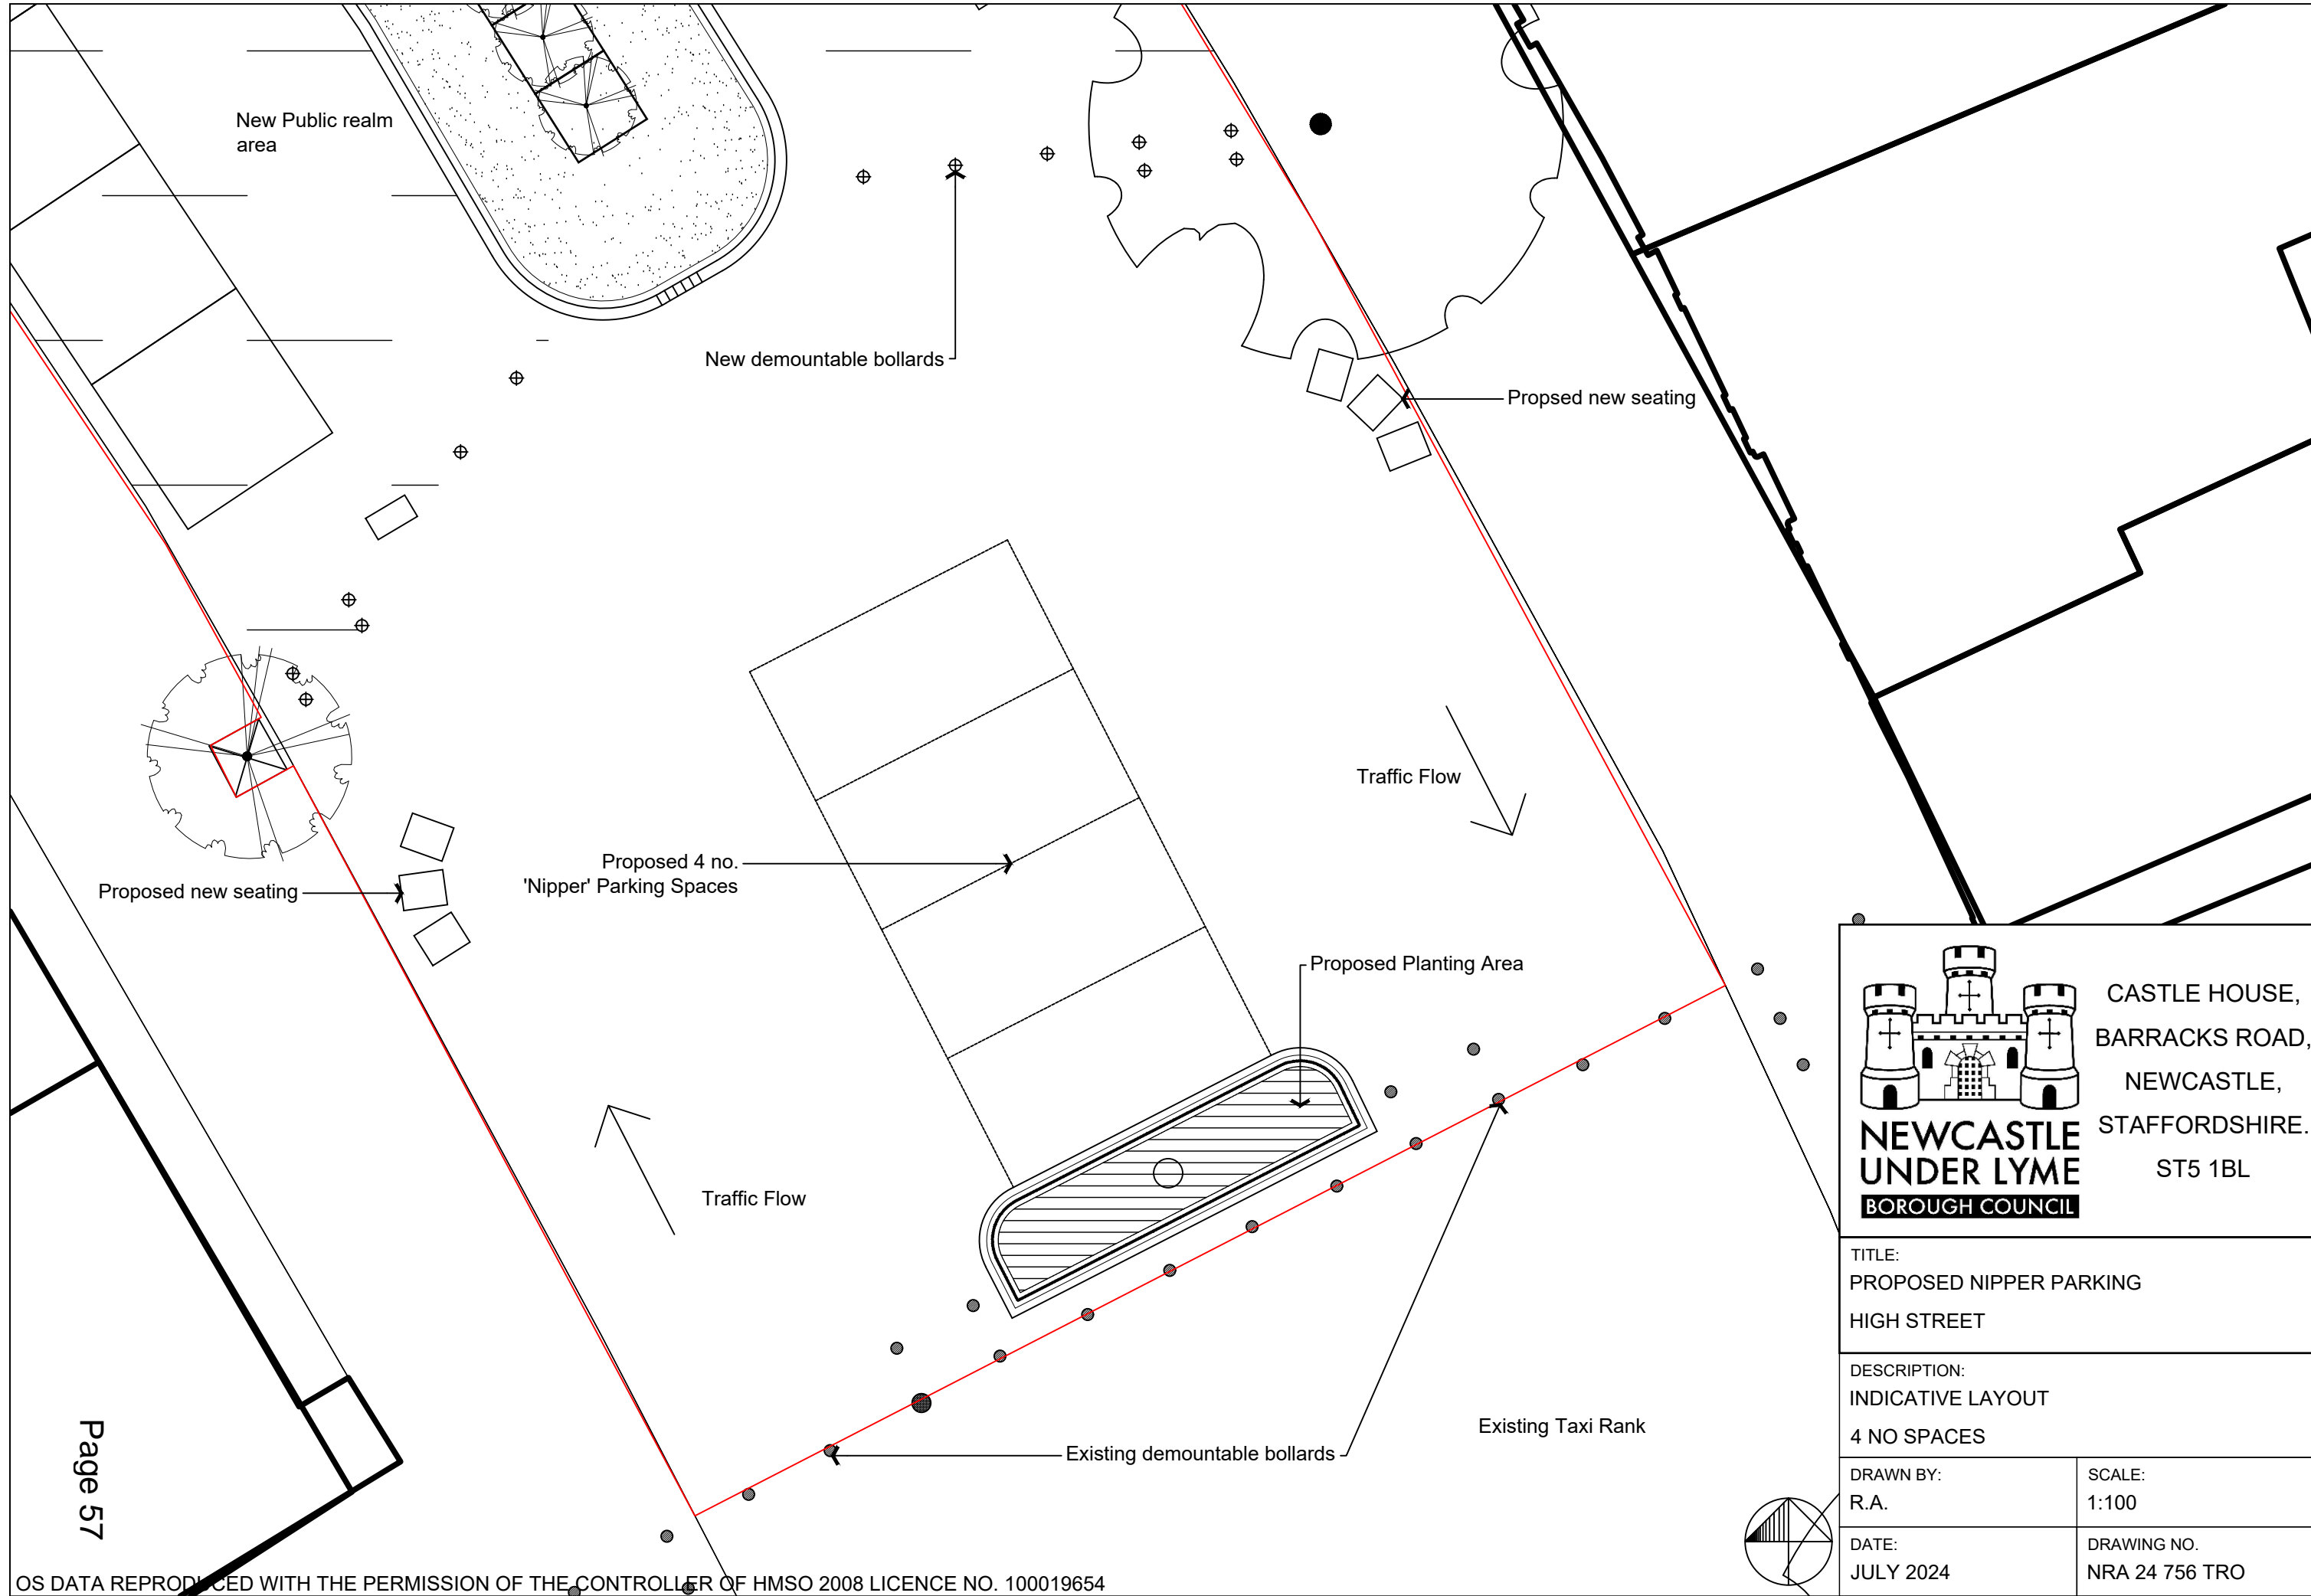 New Public realm
area
New demountable bollards
Propsed new seating
Traffic Flow
Proposed 4 no.
'Nipper' Parking Spaces
Proposed new seating
Proposed Planting Area
Traffic Flow
Existing Taxi Rank
Existing demountable bollards
Page 57
OS DATA REPRODUCED WITH THE PERMISSION OF THE CONTROLLER OF HMSO 2008 LICENCE NO. 100019654
NEWCASTLE
UNDER LYME
BOROUGH COUNCIL
CASTLE HOUSE,
BARRACKS ROAD,
NEWCASTLE,
STAFFORDSHIRE.
ST5 1BL
TITLE:
PROPOSED NIPPER PARKING
HIGH STREET
DESCRIPTION:
INDICATIVE LAYOUT
4 NO SPACES
DRAWN BY:
R.A.
SCALE:
1:100
DATE:
JULY 2024
DRAWING NO.
NRA 24 756 TRO